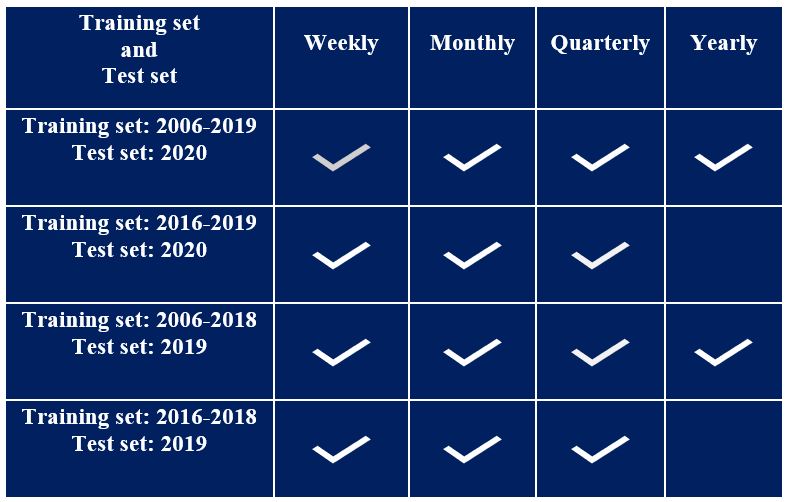 Training set
and
Test set
Weekly
Monthly
Quarterly
Yearly
Training set: 2006-2019
Test set: 2020
Training set: 2016-2019
Test set: 2020
Training set: 2006-2018
Test set: 2019
Training set: 2016-2018
Test set: 2019